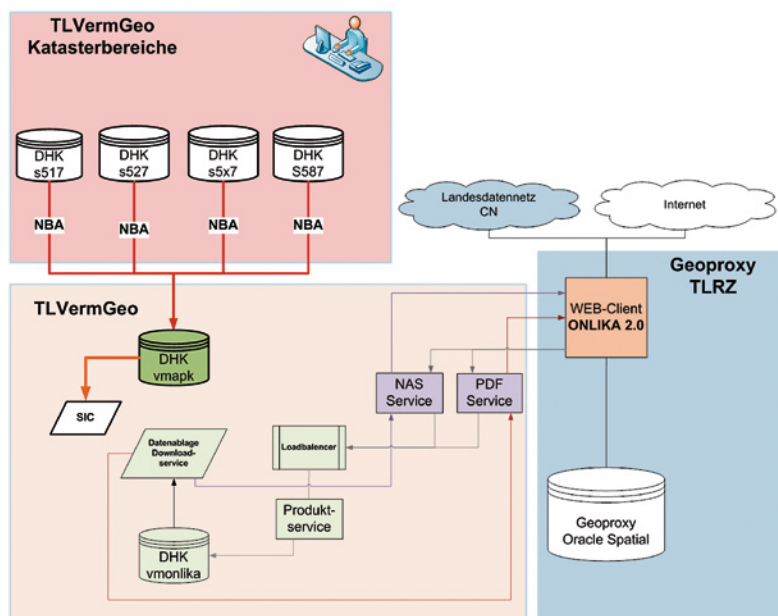 TLVermGeo
Katasterbereiche
DHK
s517
DHK
s527
DHK
s5x7
DHK
S587
NBA
NBA
NBA
NBA
Landesdatennetz
CN
Internet
Geoproxy
TLRZ
WEB-Client
ONLIKA 2.0
TLVermGeo
DHK
vmapk
SIC
NAS
Service
PDF
Service
Datenablage
Download-
service
Loadbalencer
Produkt-
service
DHK
vmonlika
Geoproxy
Oracle Spatial